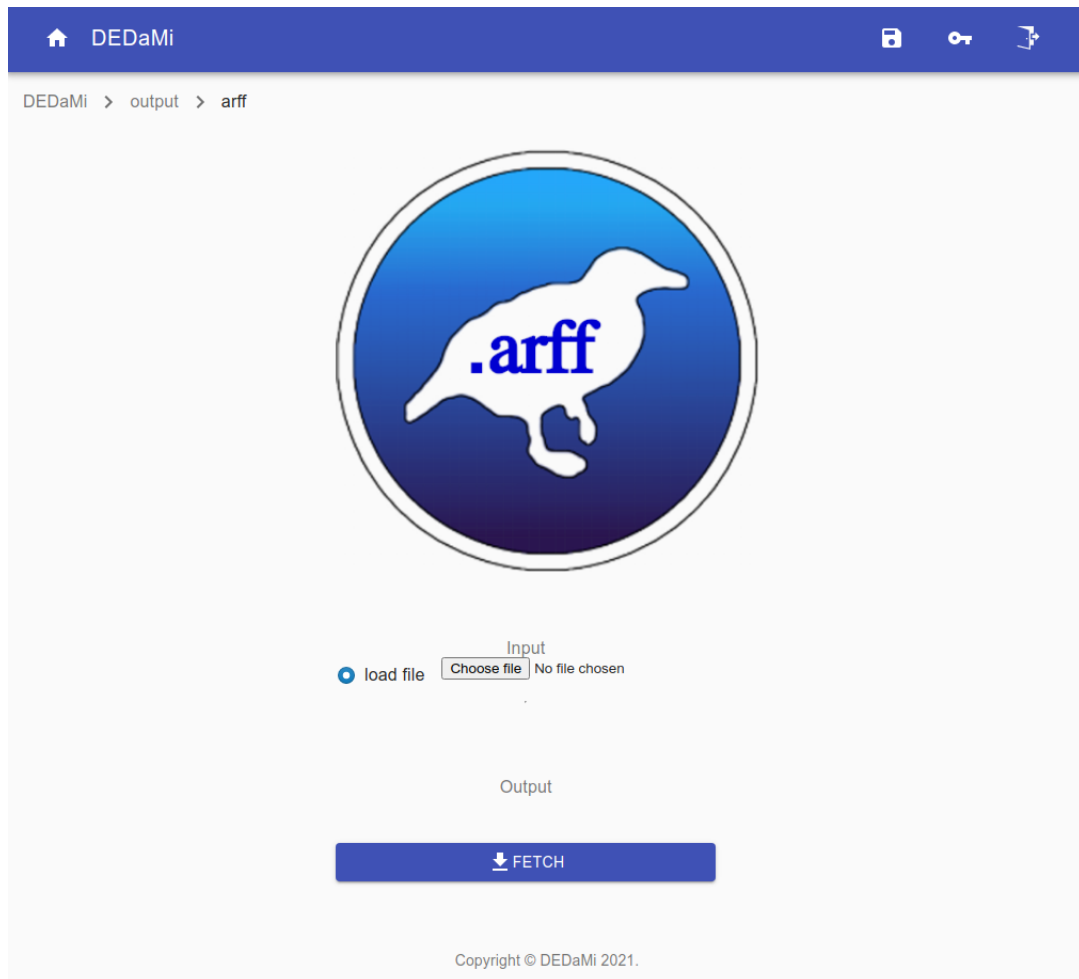 DEDaMi
DEDaMi > output > arff
.arff
Input
load file Choose file No file chosen
Output
FETCH
Copyright © DEDaMi 2021.